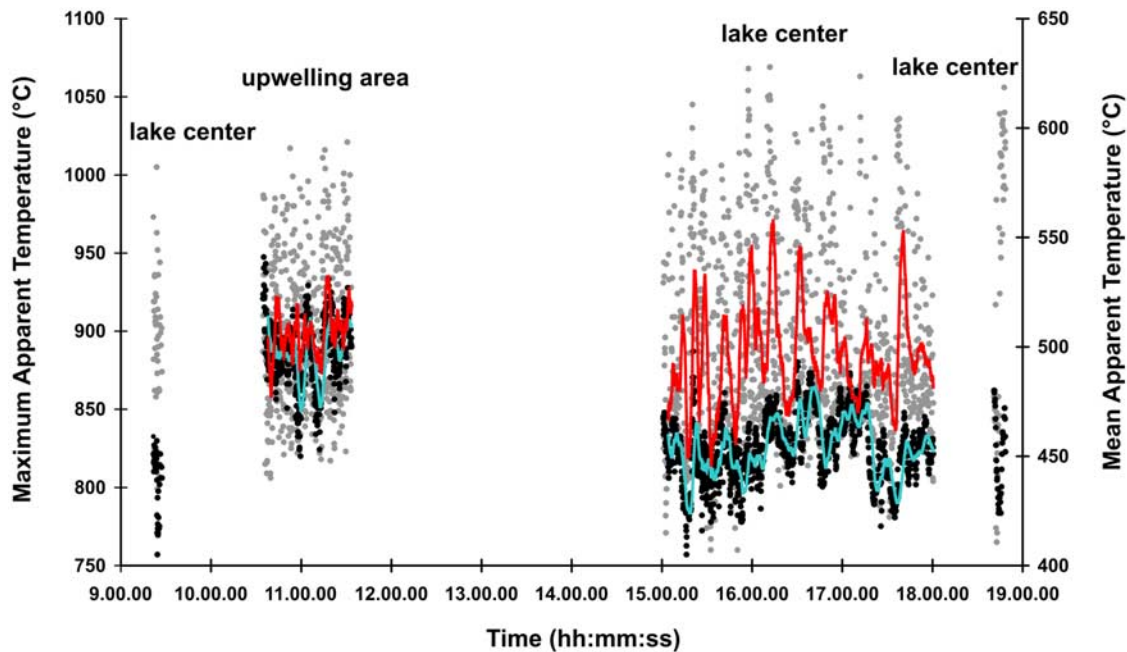 1100
1050
1000
950
900
850
800
750
Maximum Apparent Temperature (°C)
650
600
550
500
450
400
Mean Apparent Temperature (°C)
lake center
upwelling area
lake center
lake center
9.00.00 10.00.00 11.00.00 12.00.00 13.00.00 14.00.00 15.00.00 16.00.00 17.00.00 18.00.00 19.00.00
Time (hh:mm:ss)